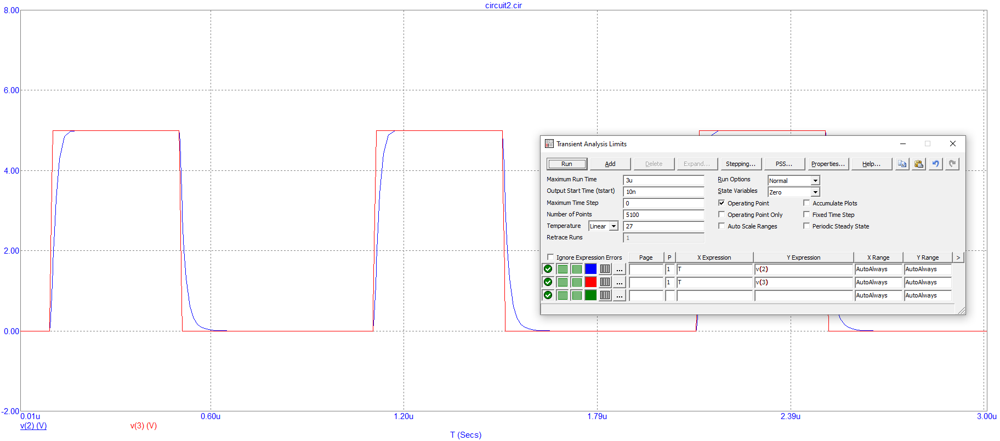 circuit2.cir
8.00
6.00
4.00
2.00
0.00
-2.00
0.01u 0.60u 1.20u 1.79u 2.39u 3.00u
v(2) (V) v(3) (V)
T (Secs)
Transient Analysis Limits
Run Add Delete Expand... Stepping... PSS... Properties... Help...
Maximum Run Time 3u Run Options Normal
Output Start Time (tstart) 10n State Variables Zero
Maximum Time Step 0 Operating Point Accumulate Plots
Number of Points 5100 Operating Point Only Fixed Time Step
Temperature Linear 27 Auto Scale Ranges Periodic Steady State
Retrace Runs 1
Ignore Expression Errors Page P X Expression Y Expression X Range Y Range >
... 1 T v(2) AutoAlways AutoAlways
... 1 T v(3) AutoAlways AutoAlways
... AutoAlways AutoAlways